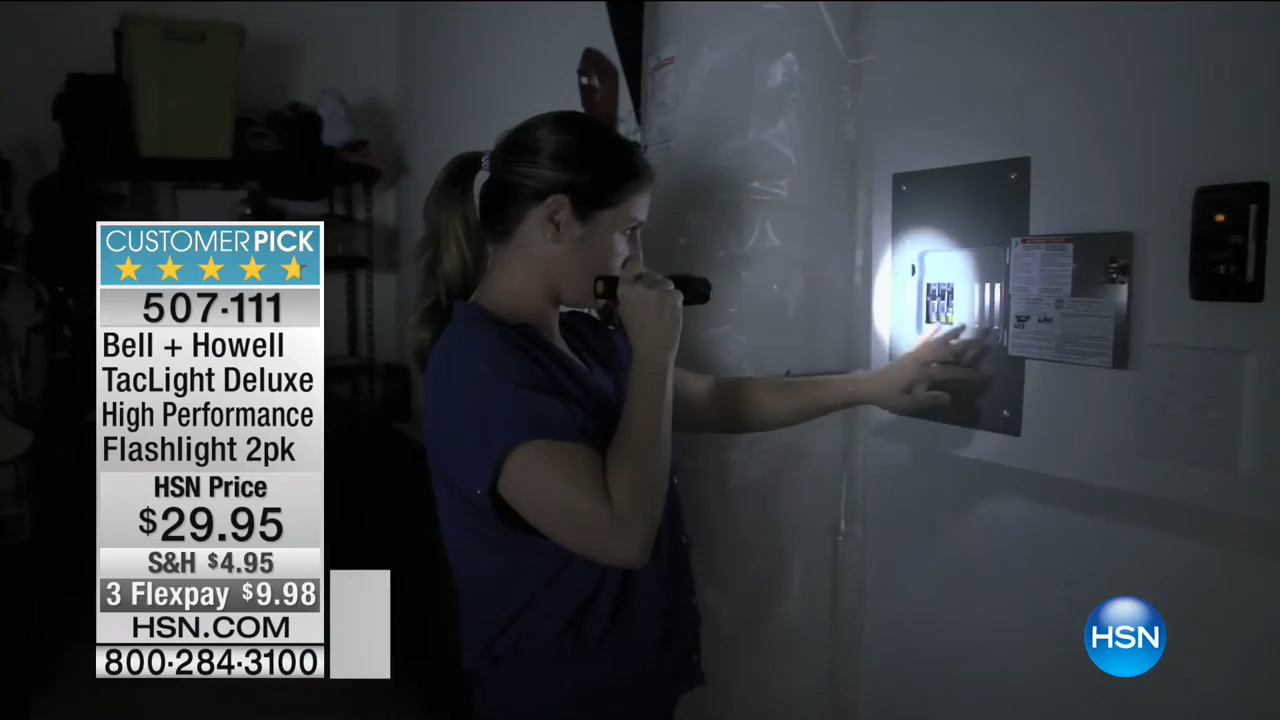 CUSTOMER PICK
507·111
Bell + Howell
TacLight Deluxe
High Performance
Flashlight 2pk
HSN Price
$29.95
S&H $4.95
3 Flexpay $9.98
HSN.COM
800·284·3100
HSN